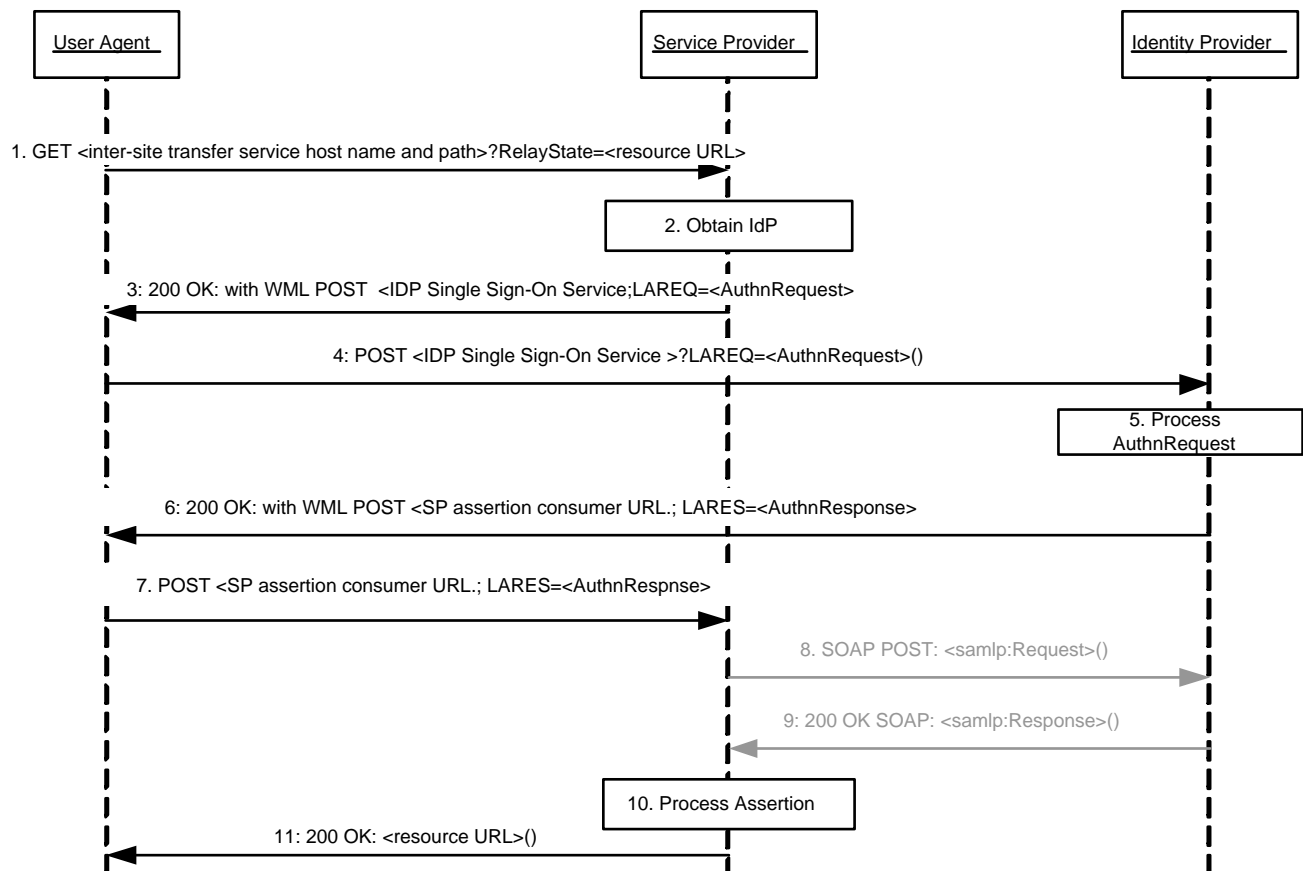 User Agent
Service Provider
Identity Provider
1. GET <inter-site transfer service host name and path>?RelayState=<resource URL>
2. Obtain IdP
3: 200 OK: with WML POST <IDP Single Sign-On Service;LAREQ=<AuthnRequest>
4: POST <IDP Single Sign-On Service >?LAREQ=<AuthnRequest>()
5. Process
AuthnRequest
6: 200 OK: with WML POST <SP assertion consumer URL.; LARES=<AuthnResponse>
7. POST <SP assertion consumer URL.; LARES=<AuthnRespnse>
8. SOAP POST: <samlp:Request>()
9: 200 OK SOAP: <samlp:Response>()
10. Process Assertion
11: 200 OK: <resource URL>()